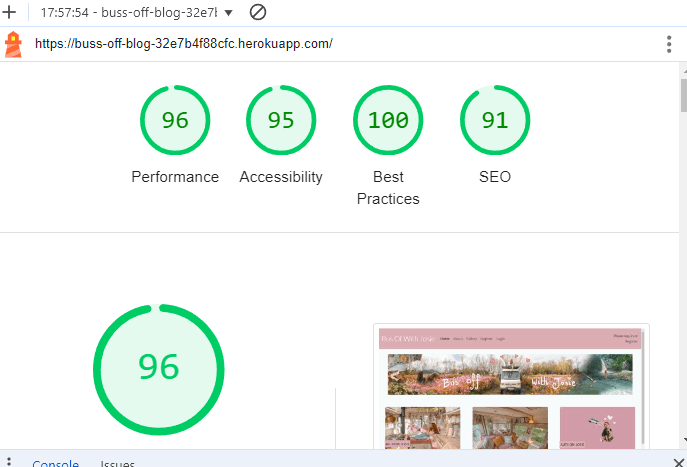 17:57:54 - buss-off-blog-32e7
https://buss-off-blog-32e7b4f88cfc.herokuapp.com/
96
95
100
91
Performance
Accessibility
Best
Practices
SEO
96
Bus Of With Josie
Home
About
Gallery
Register
Login
Bus off
With Josie
Console
Issues